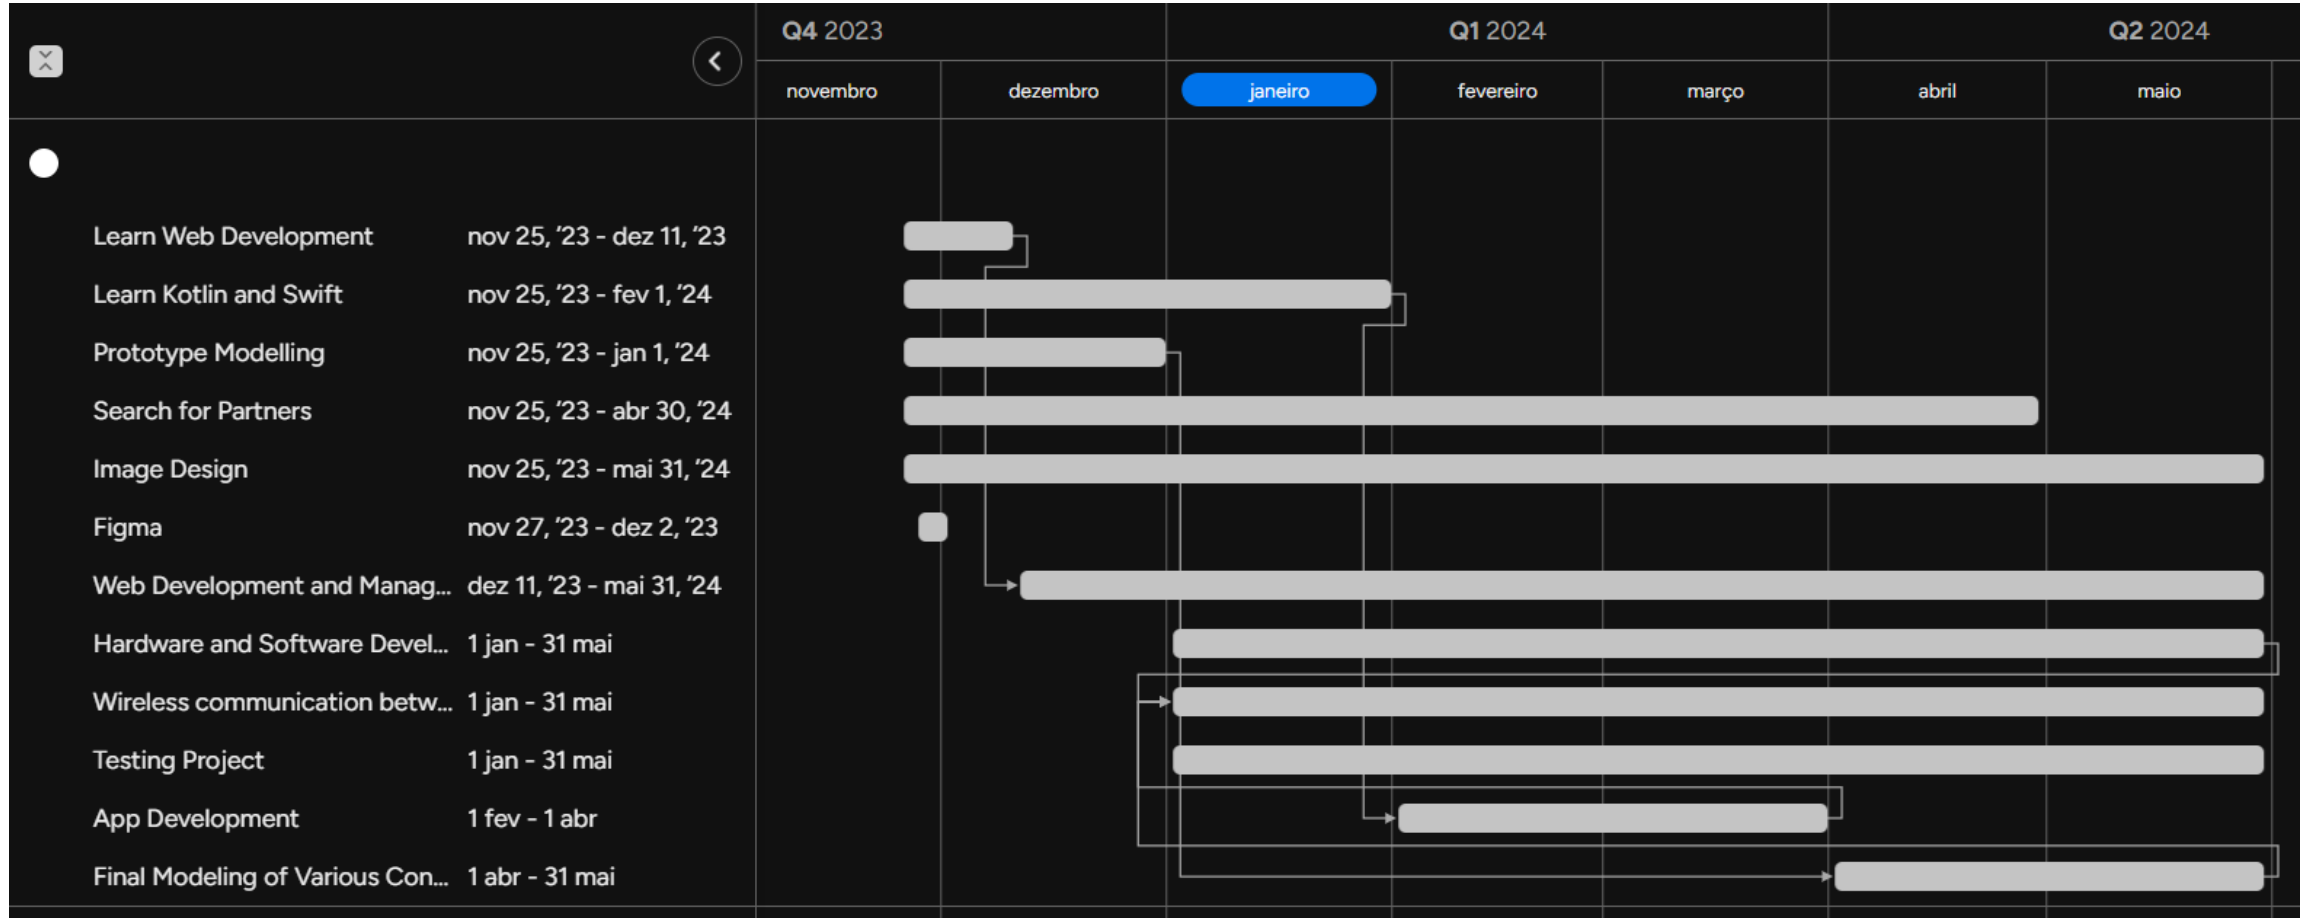 Q4 2023 Q1 2024 Q2 2024
novembro dezembro janeiro fevereiro março abril maio
Learn Web Development nov 25, '23 - dez 11, '23
Learn Kotlin and Swift nov 25, '23 - fev 1, '24
Prototype Modelling nov 25, '23 - jan 1, '24
Search for Partners nov 25, '23 - abr 30, '24
Image Design nov 25, '23 - mai 31, '24
Figma nov 27, '23 - dez 2, '23
Web Development and Manag... dez 11, '23 - mai 31, '24
Hardware and Software Devel... 1 jan - 31 mai
Wireless communication betw... 1 jan - 31 mai
Testing Project 1 jan - 31 mai
App Development 1 fev - 1 abr
Final Modeling of Various Con... 1 abr - 31 mai